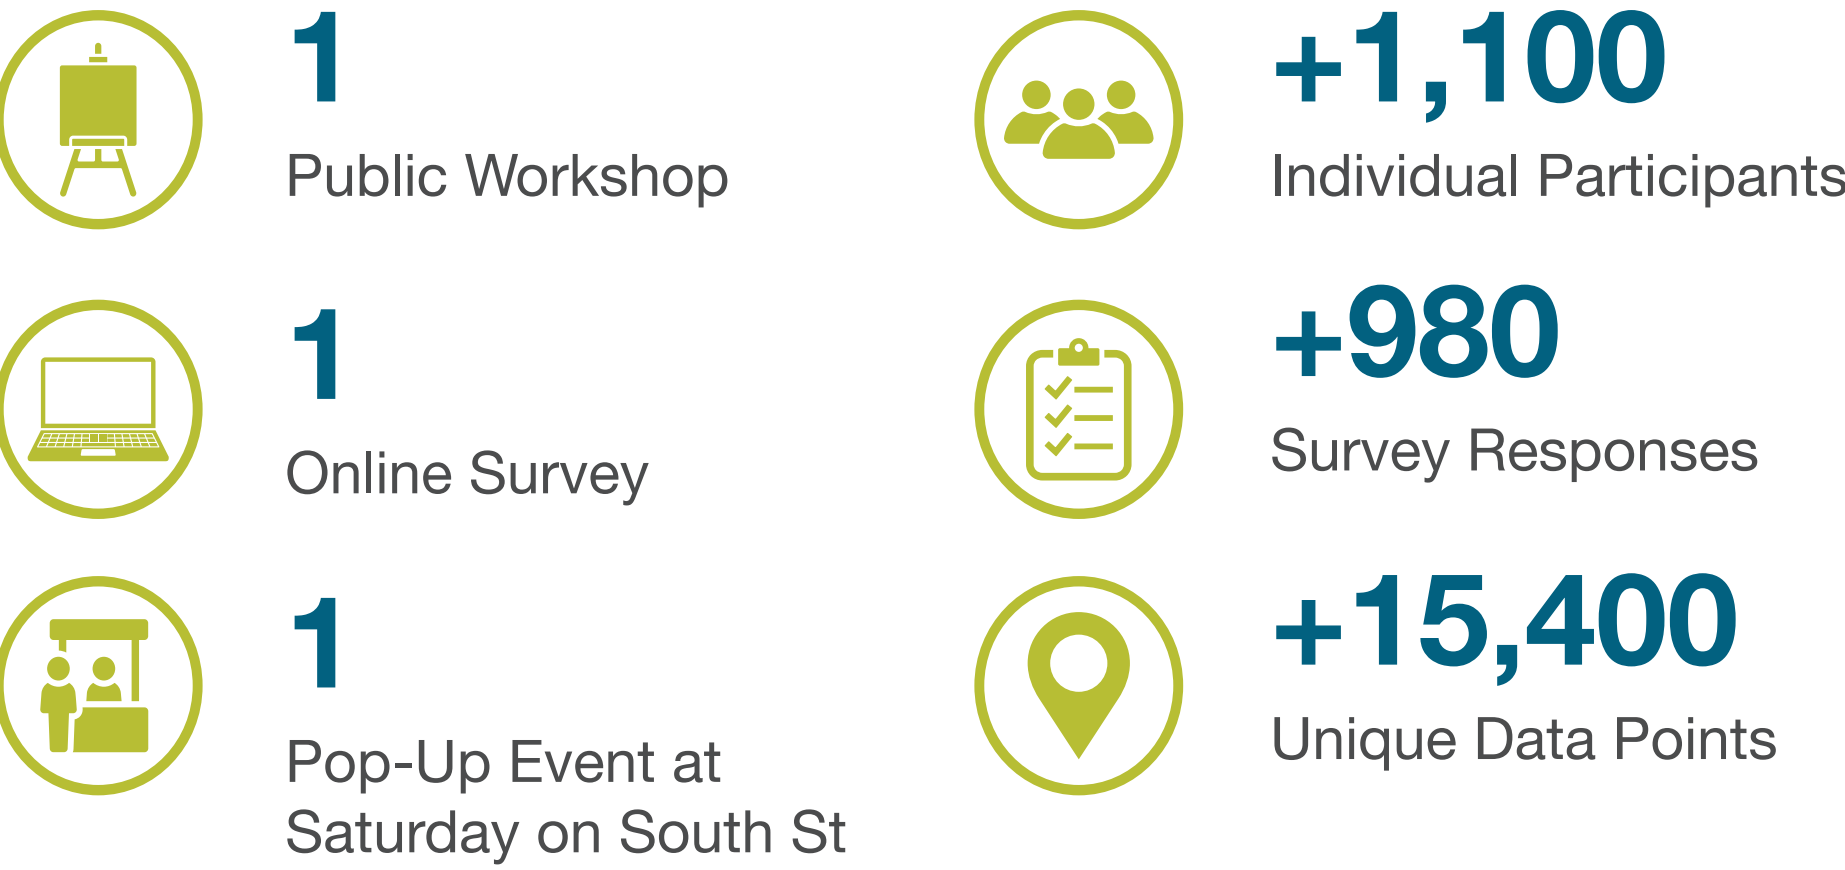 1
Public Workshop
1
Online Survey
1
Pop-Up Event at
Saturday on South St
+1,100
Individual Participants
+980
Survey Responses
+15,400
Unique Data Points